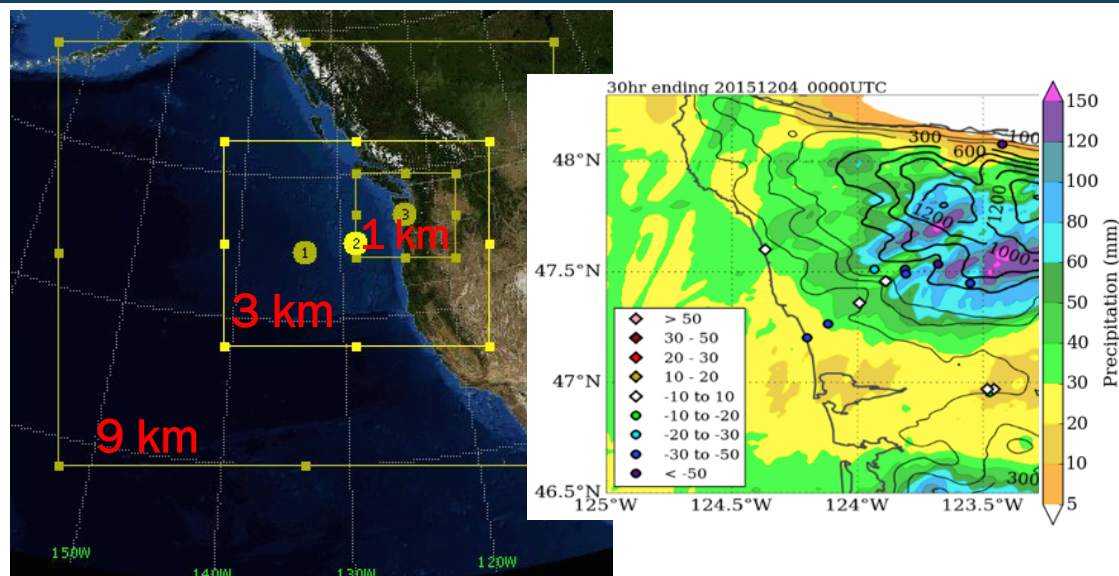 1
2
3
1 km
3 km
9 km
150W
140W
130W
120W
30hr ending 20151204_0000UTC
48°N
47.5°N
47°N
46.5°N
125°W
124.5°W
124°W
123.5°W
300
600
1200
1200
1000
300
> 50
30 - 50
20 - 30
10 - 20
-10 to 10
-10 to -20
-20 to -30
-30 to -50
< -50
150
120
100
80
60
50
40
30
20
10
5
Precipitation (mm)